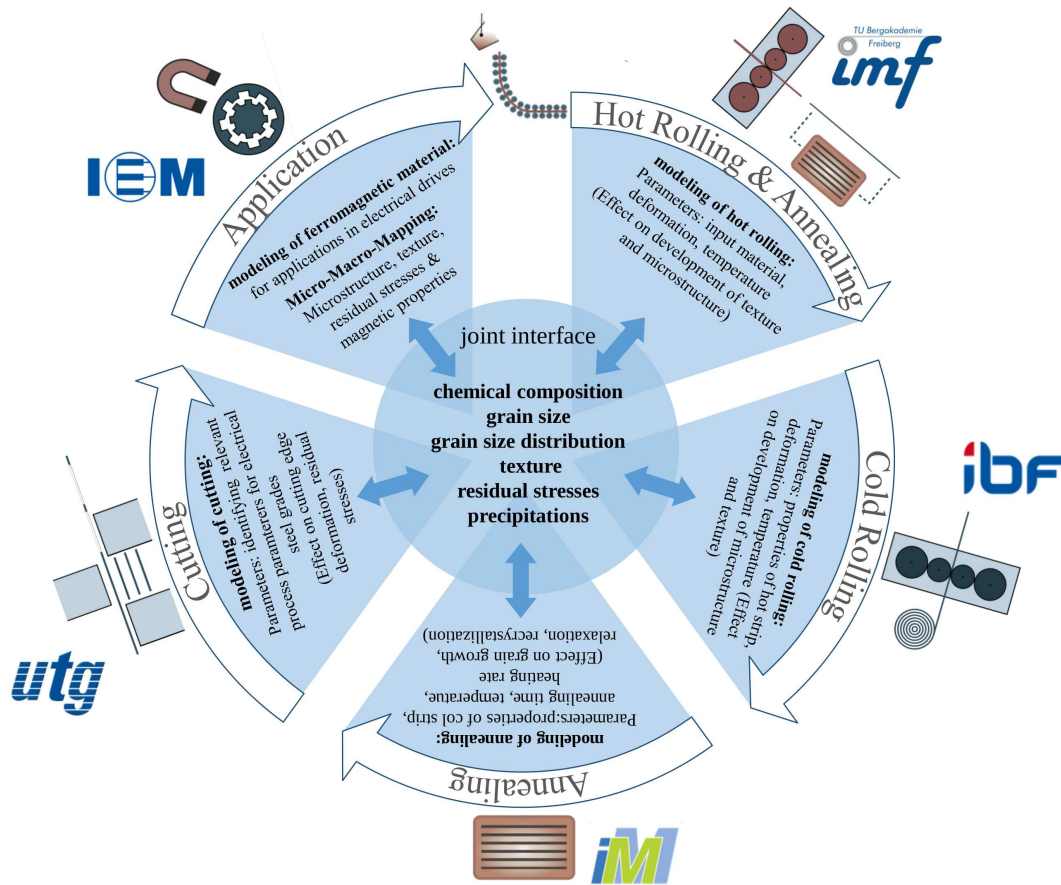 TU Bergakademie
Freiberg
imf
Hot Rolling & Annealing
modeling of hot rolling:
Parameters: input material,
deformation, temperature
(Effect on development of texture
and microstructure)
ibf
Cold Rolling
modeling of cold rolling:
Parameters: properties of hot strip,
deformation, temperature (Effect
on development of microstructure
and texture)
Annealing
modeling of annealing:
Parameters:properties of col strip,
annealing time, temperatue,
heating rate
(Effect on grain growth,
relaxation, recrystallization)
iMM
utg
Cutting
modeling of cutting:
Parameters: identifying relevant
process paramerers for electrical
steel grades
(Effect on cutting edge
deformation, residual
stresses)
IEM
Application
modeling of ferromagnetic material:
for applications in electrical drives
Micro-Macro-Mapping:
Microstructure, texture,
residual stresses &
magnetic properties
joint interface
chemical composition
grain size
grain size distribution
texture
residual stresses
precipitations